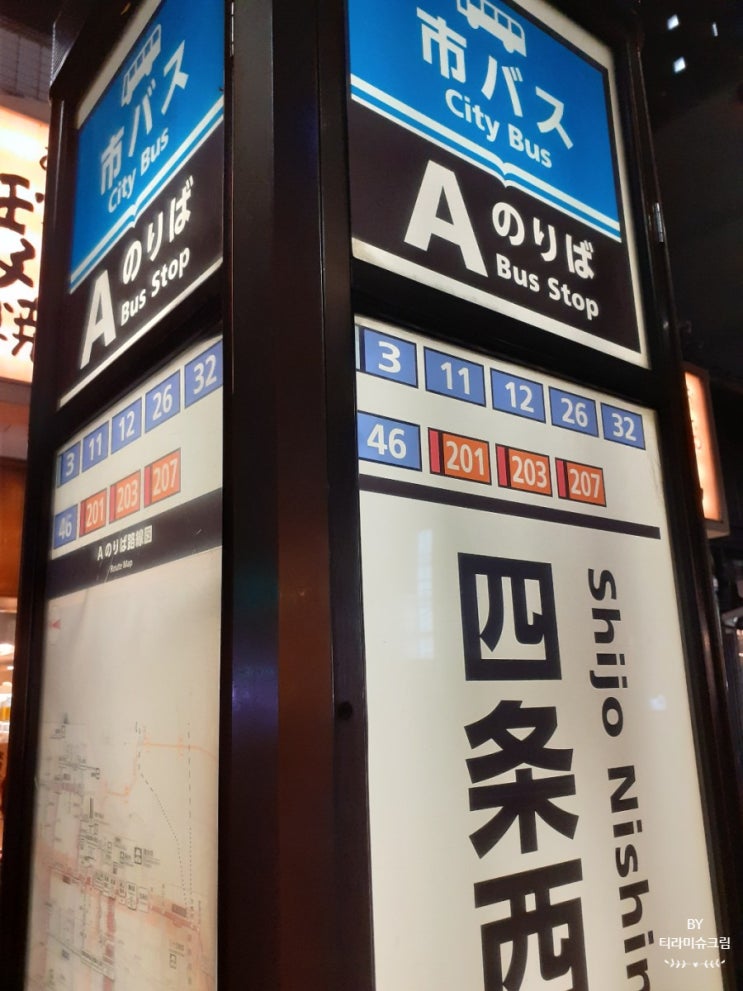 市バス
City Bus
A のりば
Bus Stop
3 11 12 26 32
46 201 203 207
Aのりば路線図
Route Map
市バス
City Bus
A のりば
Bus Stop
3 11 12 26 32
46 201 203 207
四条西
Shijo Nishin
BY
티라미슈크림